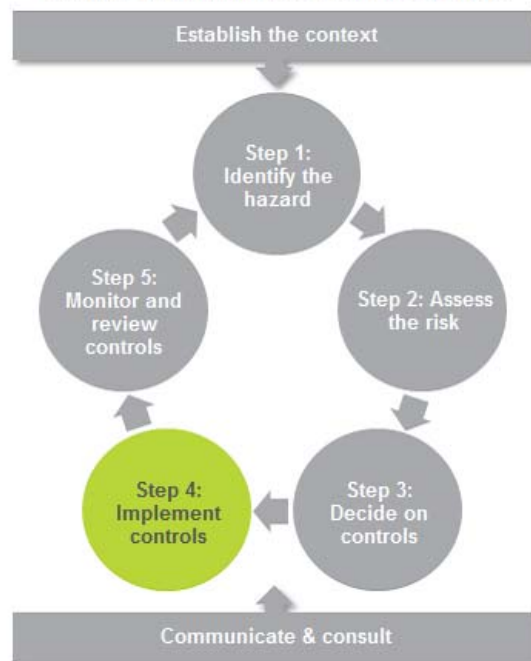 Establish the context
Step 1:
Identify the
hazard
Step 2: Assess
the risk
Step 3:
Decide on
controls
Step 4:
Implement
controls
Step 5:
Monitor and
review
controls
Communicate & consult